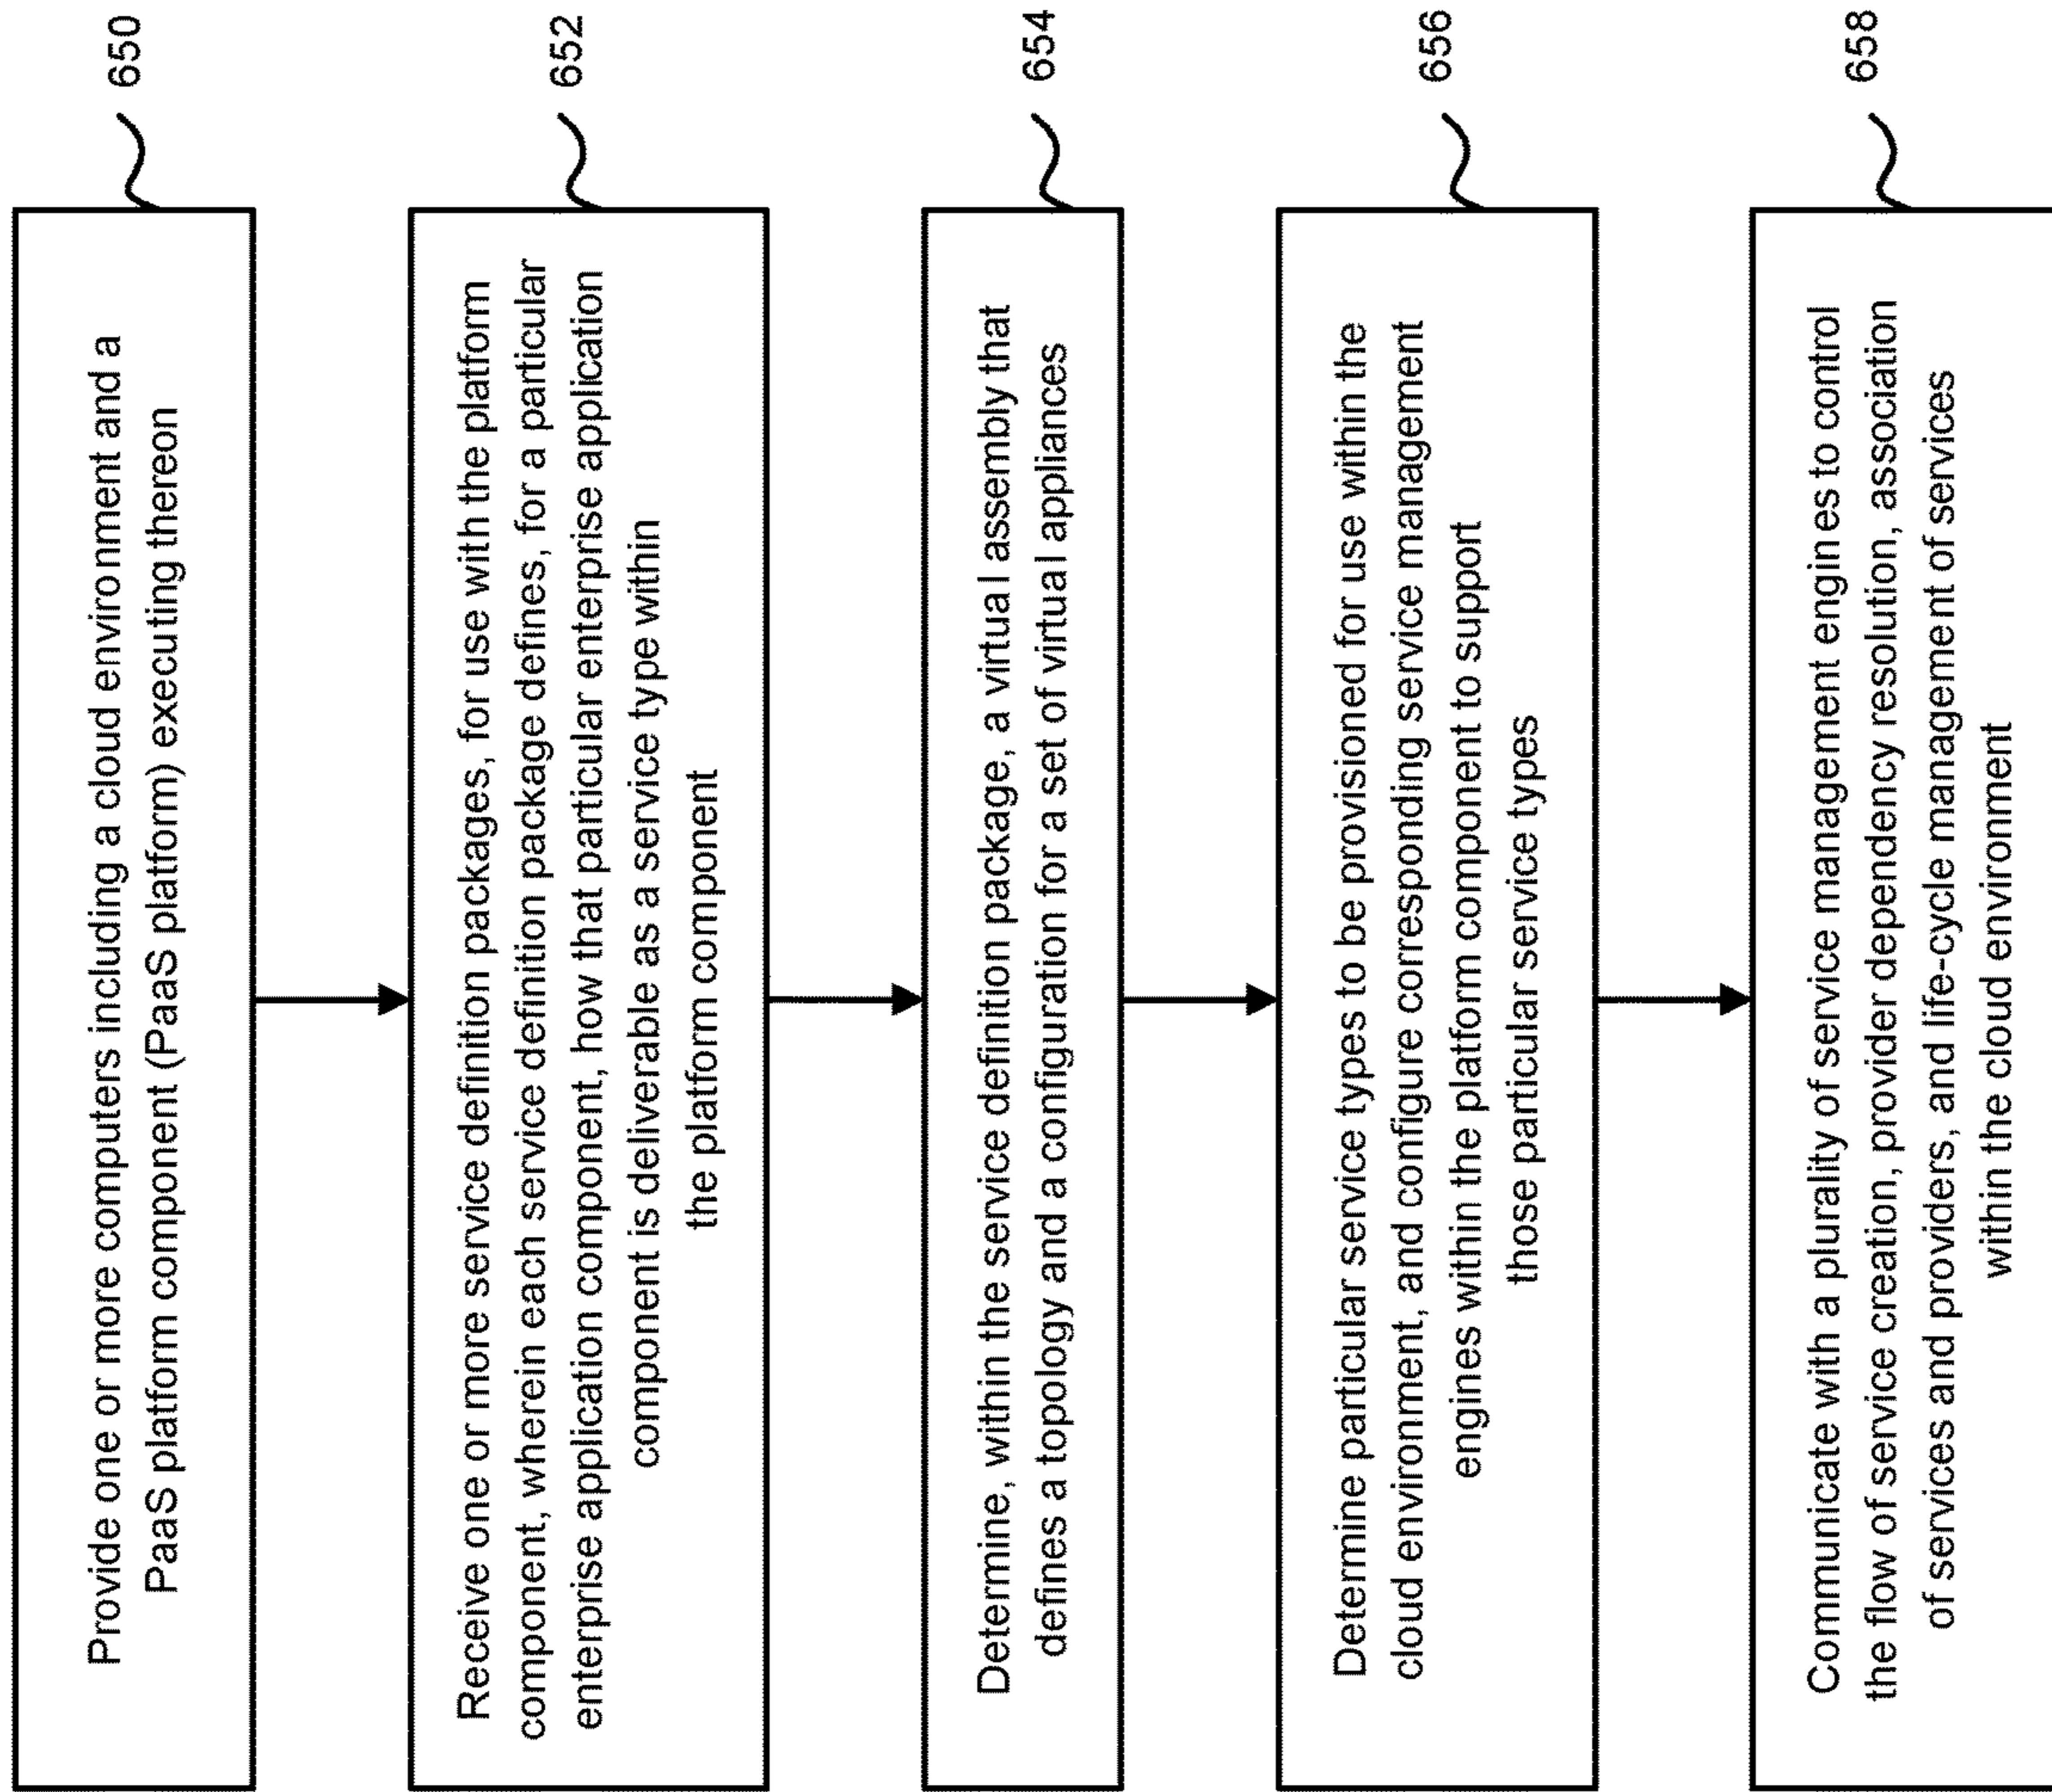 Provide one or more computers including a cloud environment and a
PaaS platform component (PaaS platform) executing thereon
650
Receive one or more service definition packages, for use with the platform
component, wherein each service definition package defines, for a particular
enterprise application component, how that particular enterprise application
component is deliverable as a service type within
the platform component
652
Determine, within the service definition package, a virtual assembly that
defines a topology and a configuration for a set of virtual appliances
654
Determine particular service types to be provisioned for use within the
cloud environment, and configure corresponding service management
engines within the platform component to support
those particular service types
656
Communicate with a plurality of service management engines to control
the flow of service creation, provider dependency resolution, association
of services and providers, and life-cycle management of services
within the cloud environment
658